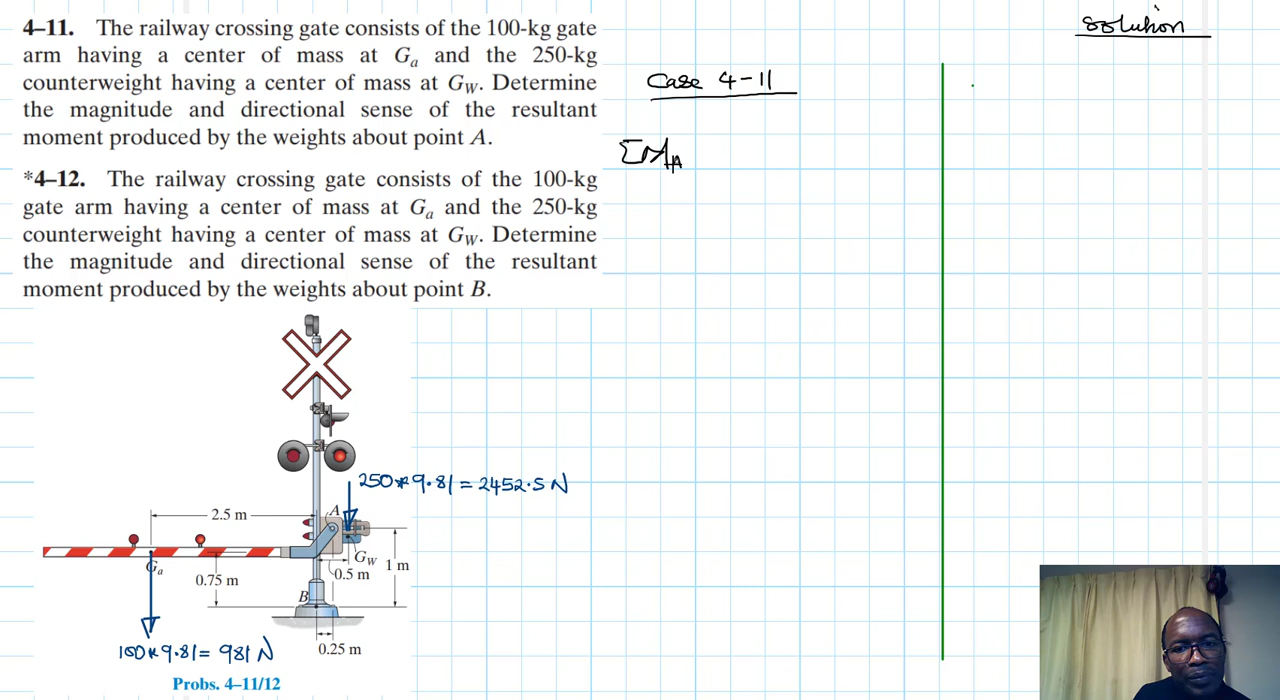 4–11. The railway crossing gate consists of the 100-kg gate
arm having a center of mass at Ga and the 250-kg
counterweight having a center of mass at GW. Determine
the magnitude and directional sense of the resultant
moment produced by the weights about point A.
*4–12. The railway crossing gate consists of the 100-kg
gate arm having a center of mass at Ga and the 250-kg
counterweight having a center of mass at GW. Determine
the magnitude and directional sense of the resultant
moment produced by the weights about point B.
Solution
Case 4-11
ΣMA
250*9.81=2452.5N
2.5 m
A
Ga
GW
0.75 m
0.5 m
1 m
B
100*9.81=981 N
0.25 m
Probs. 4–11/12